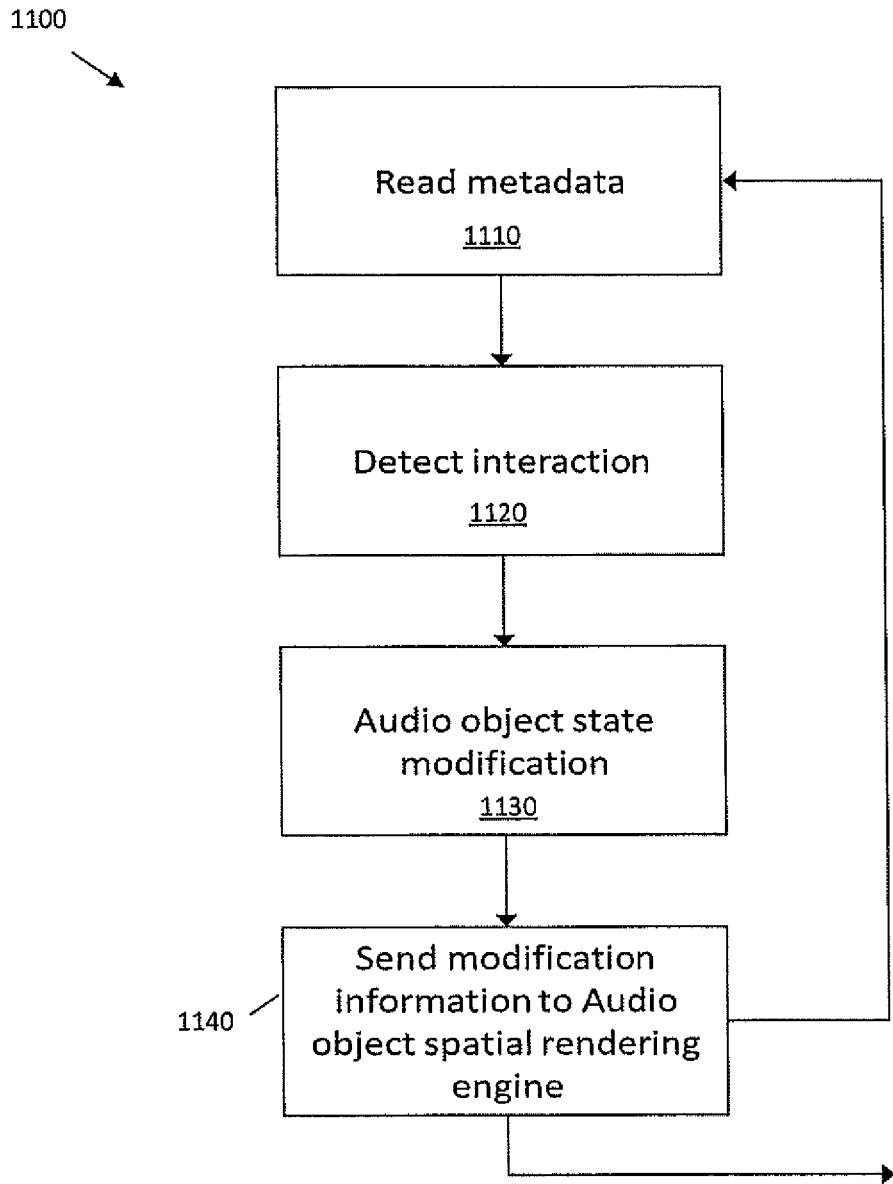 1100
Read metadata
1110
Detect interaction
1120
Audio object state
modification
1130
Send modification
information to Audio
object spatial rendering
engine
1140